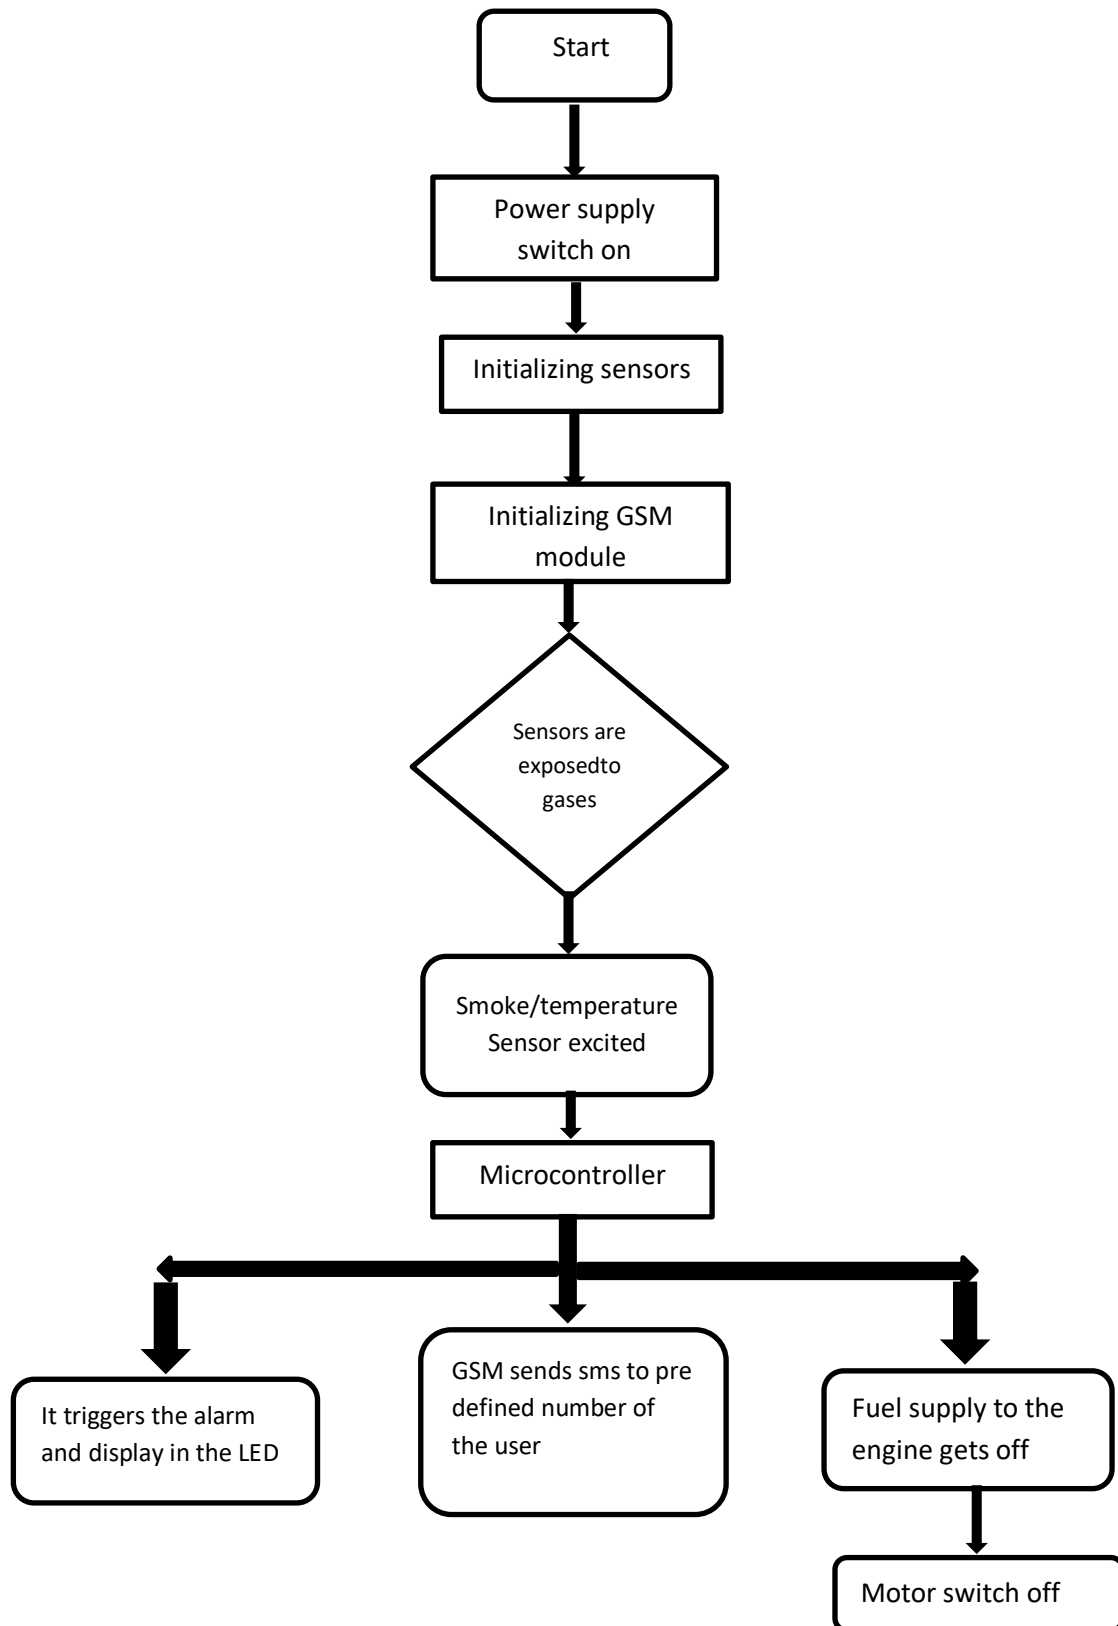 Start
Power supply
switch on
Initializing sensors
Initializing GSM
module
Sensors are
exposedto
gases
Smoke/temperature
Sensor excited
Microcontroller
It triggers the alarm
and display in the LED
GSM sends sms to pre
defined number of
the user
Fuel supply to the
engine gets off
Motor switch off